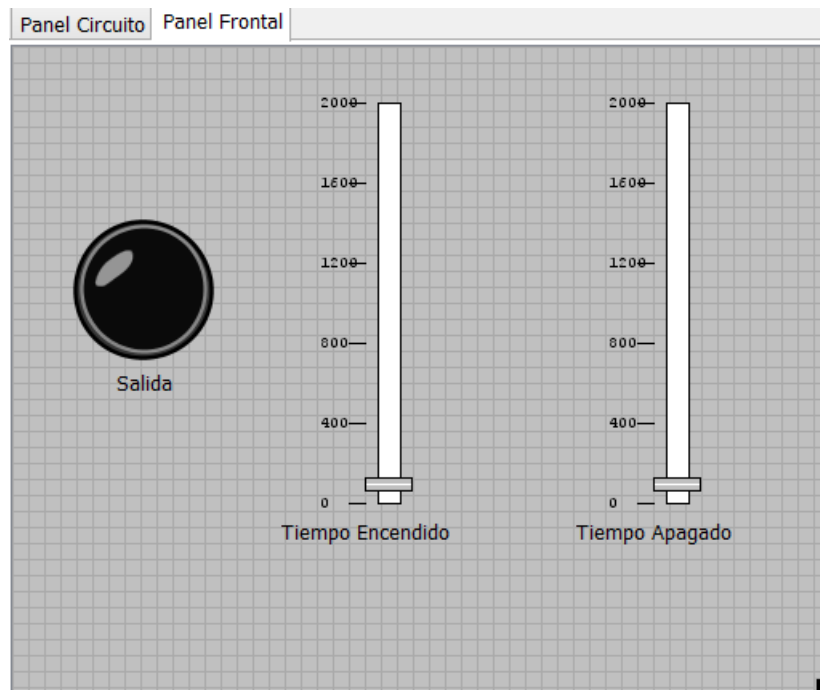 Panel Circuito Panel Frontal
2000 2000
1600 1600
1200 1200
800 800
Salida
400 400
0 0
Tiempo Encendido Tiempo Apagado